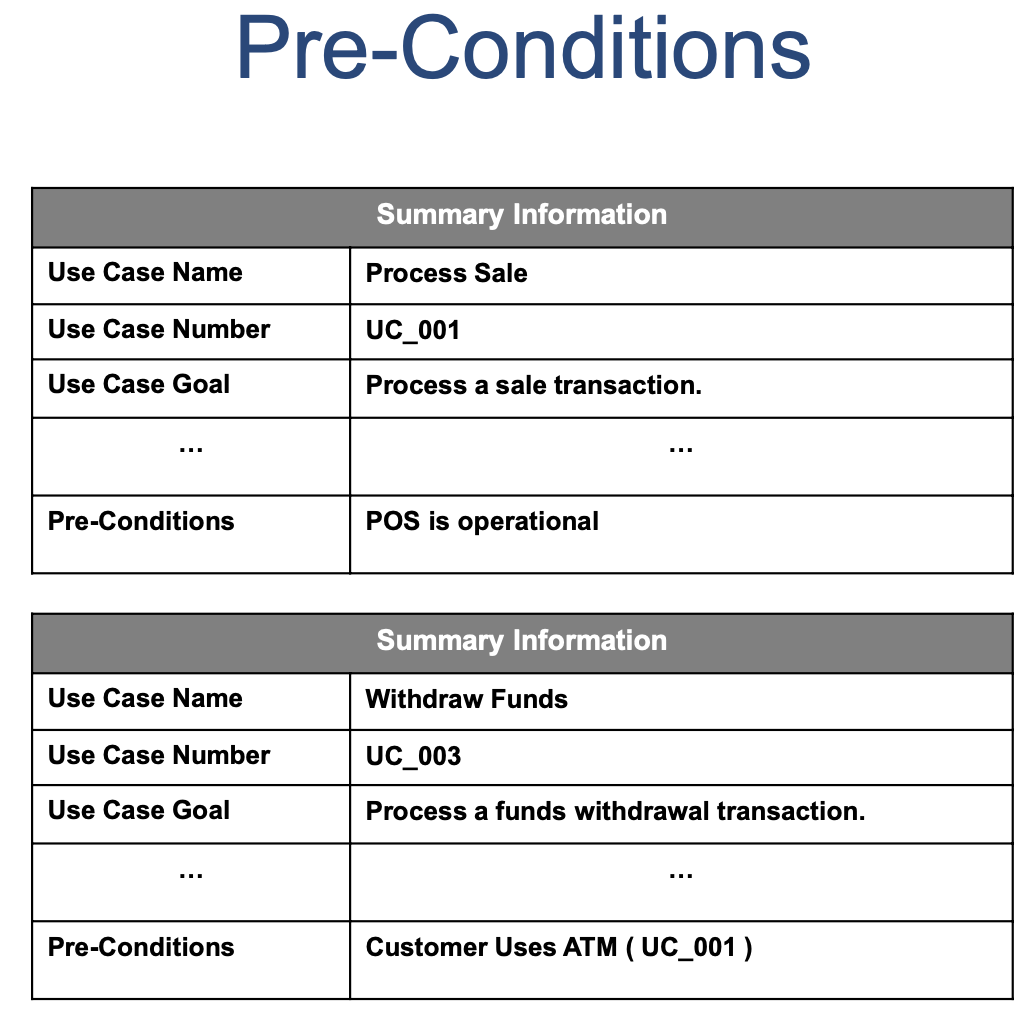 Pre-Conditions
Summary Information
Use Case Name Process Sale
Use Case Number UC_001
Use Case Goal Process a sale transaction.
... ...
Pre-Conditions POS is operational
Summary Information
Use Case Name Withdraw Funds
Use Case Number UC_003
Use Case Goal Process a funds withdrawal transaction.
... ...
Pre-Conditions Customer Uses ATM ( UC_001 )